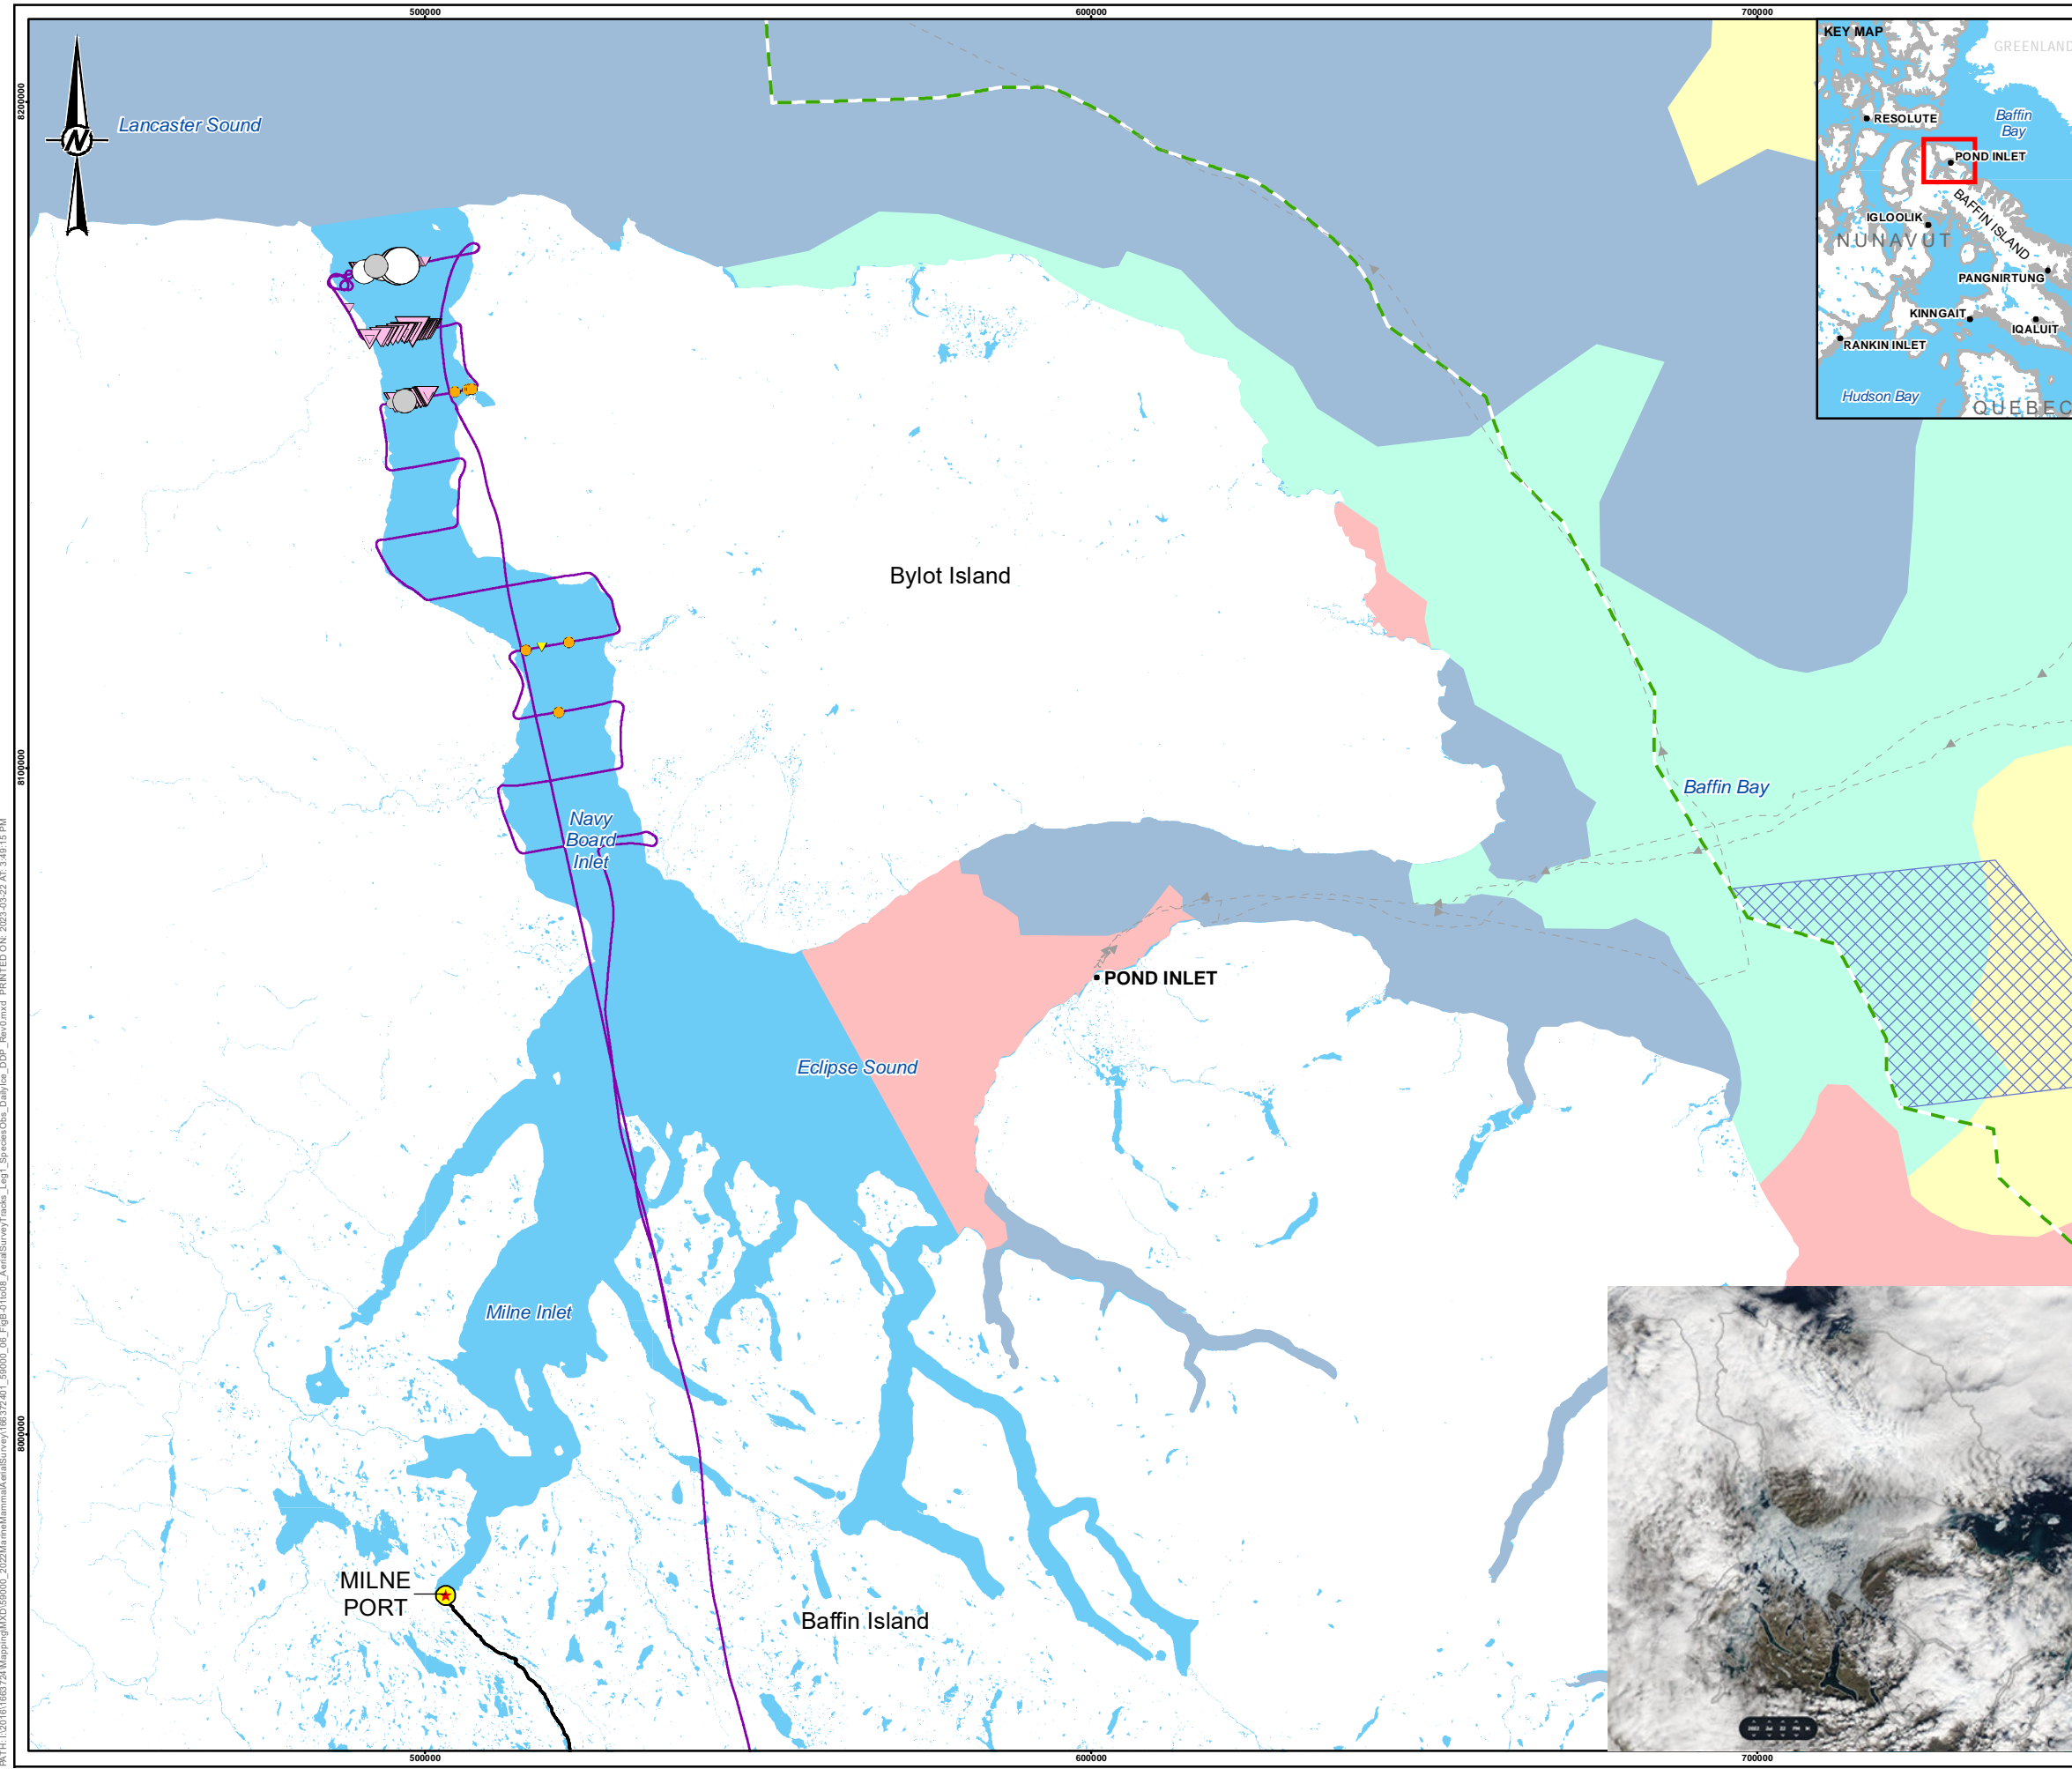 500000
600000
700000
8200000
8100000
8000000
N
Lancaster Sound
KEY MAP
GREENLAND
Baffin
Bay
RESOLUTE
POND INLET
BAFFIN ISLAND
IGLOOLIK
NUNAVUT
PANGNIRTUNG
KINNGAIT
IQALUIT
RANKIN INLET
Hudson Bay
QUEBEC
Bylot Island
Baffin Bay
Navy
Board
Inlet
POND INLET
Eclipse Sound
Milne Inlet
MILNE
PORT
Baffin Island
500000
600000
700000